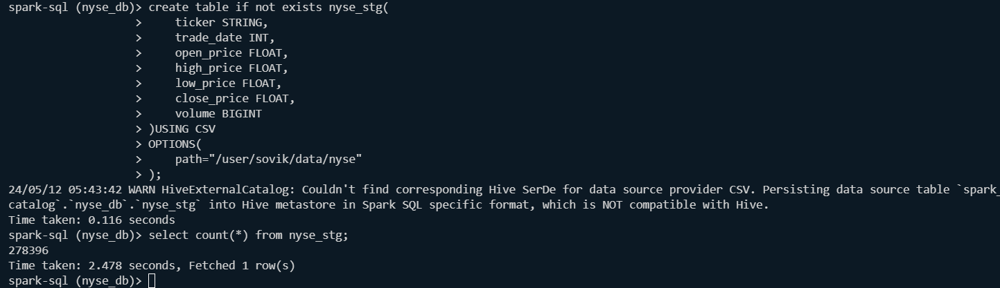 spark-sql (nyse_db)> create table if not exists nyse_stg(
                   >     ticker STRING,
                   >     trade_date INT,
                   >     open_price FLOAT,
                   >     high_price FLOAT,
                   >     low_price FLOAT,
                   >     close_price FLOAT,
                   >     volume BIGINT
                   > )USING CSV
                   > OPTIONS(
                   >     path="/user/sovik/data/nyse"
                   > );
24/05/12 05:43:42 WARN HiveExternalCatalog: Couldn't find corresponding Hive SerDe for data source provider CSV. Persisting data source table `spark_
catalog`.`nyse_db`.`nyse_stg` into Hive metastore in Spark SQL specific format, which is NOT compatible with Hive.
Time taken: 0.116 seconds
spark-sql (nyse_db)> select count(*) from nyse_stg;
278396
Time taken: 2.478 seconds, Fetched 1 row(s)
spark-sql (nyse_db)>